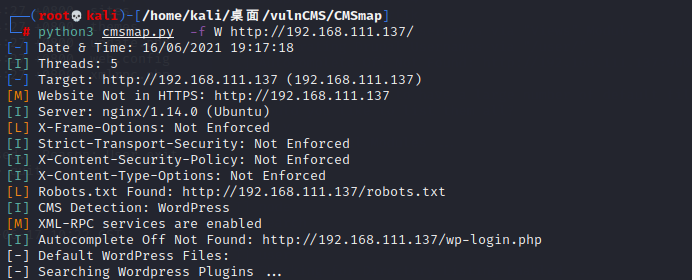 (root💀kali)-[/home/kali/桌面/vulnCMS/CMSmap]
# python3 cmsmap.py -f W http://192.168.111.137/
[-] Date & Time: 16/06/2021 19:17:18
[I] Threads: 5
[-] Target: http://192.168.111.137 (192.168.111.137)
[M] Website Not in HTTPS: http://192.168.111.137
[I] Server: nginx/1.14.0 (Ubuntu)
[L] X-Frame-Options: Not Enforced
[I] Strict-Transport-Security: Not Enforced
[I] X-Content-Security-Policy: Not Enforced
[I] X-Content-Type-Options: Not Enforced
[L] Robots.txt Found: http://192.168.111.137/robots.txt
[I] CMS Detection: WordPress
[M] XML-RPC services are enabled
[I] Autocomplete Off Not Found: http://192.168.111.137/wp-login.php
[-] Default WordPress Files:
[-] Searching Wordpress Plugins ...